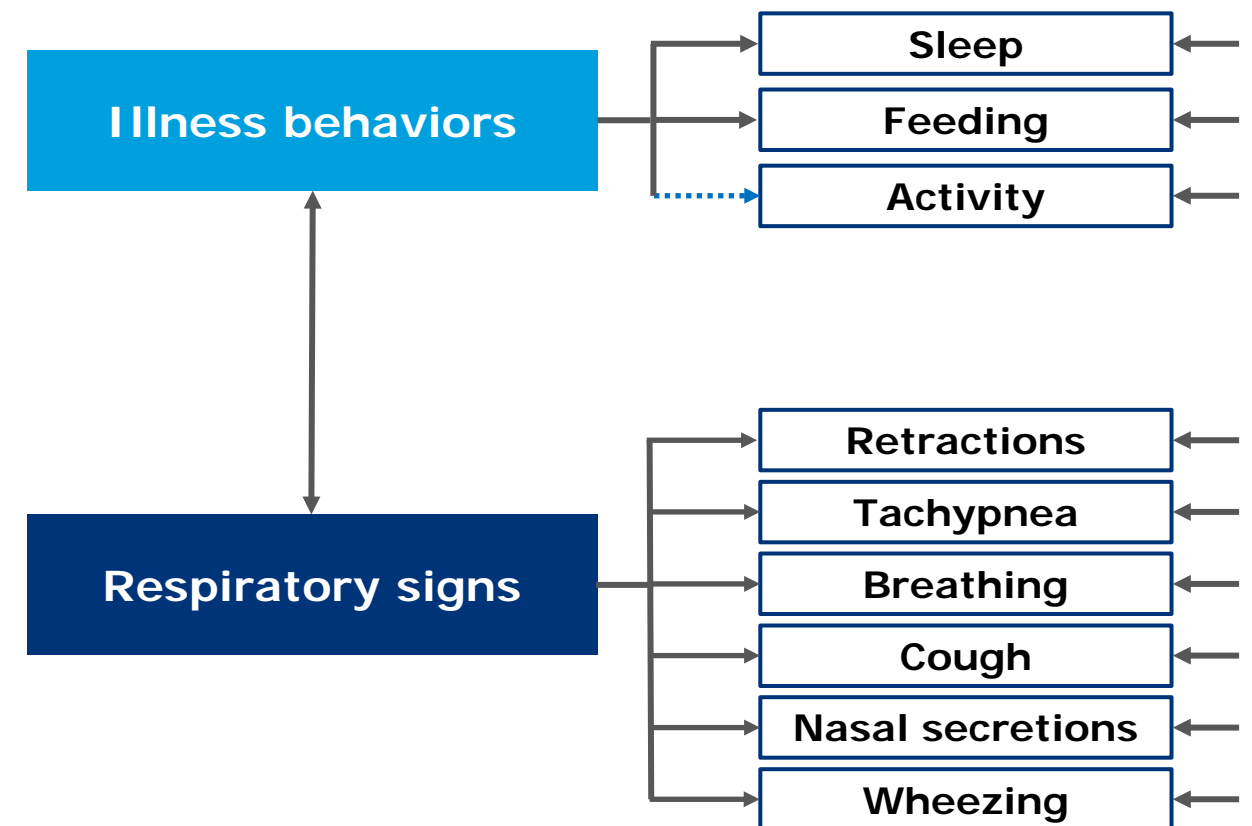 Sleep
Illness behaviors
Feeding
Activity
Retractions
Tachypnea
Respiratory signs
Breathing
Cough
Nasal secretions
Wheezing